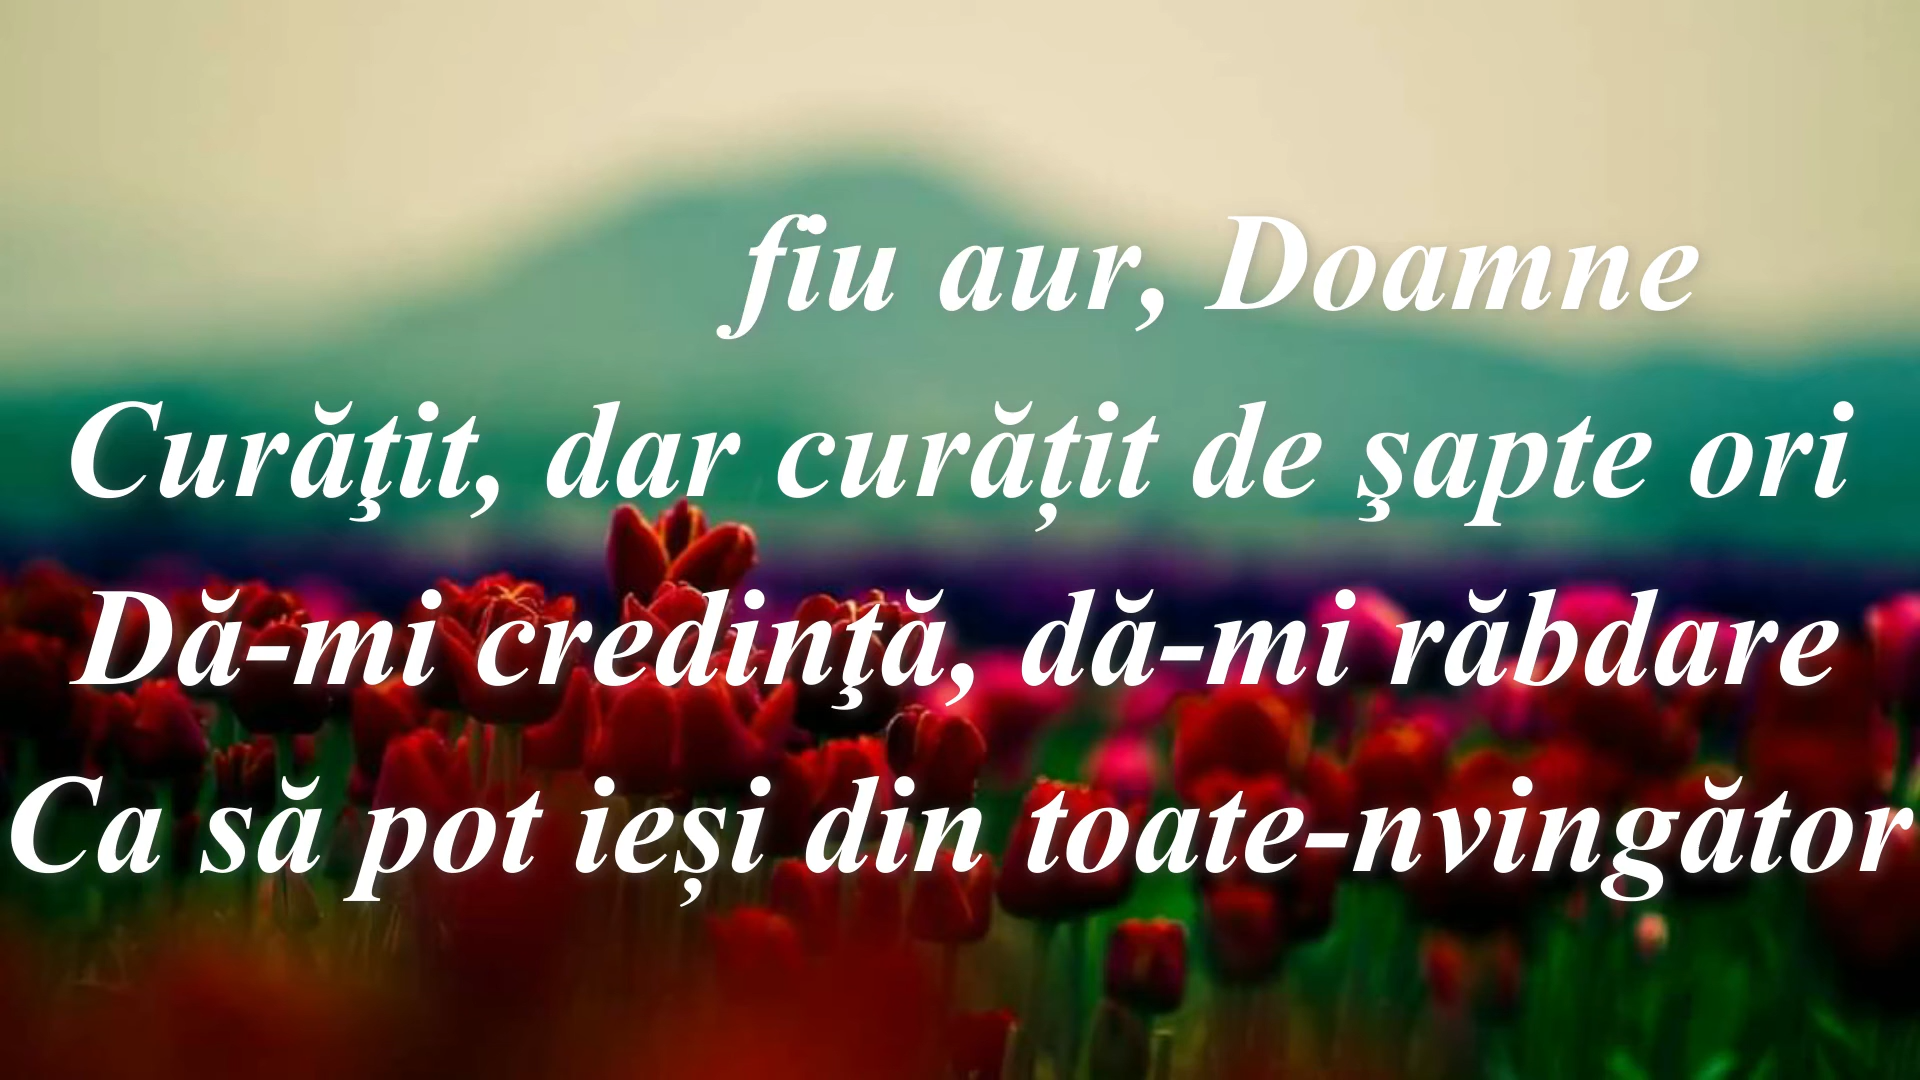 fiu aur, Doamne
Curăţit, dar curățit de şapte ori
Dă-mi credinţă, dă-mi răbdare
Ca să pot ieși din toate-nvingător